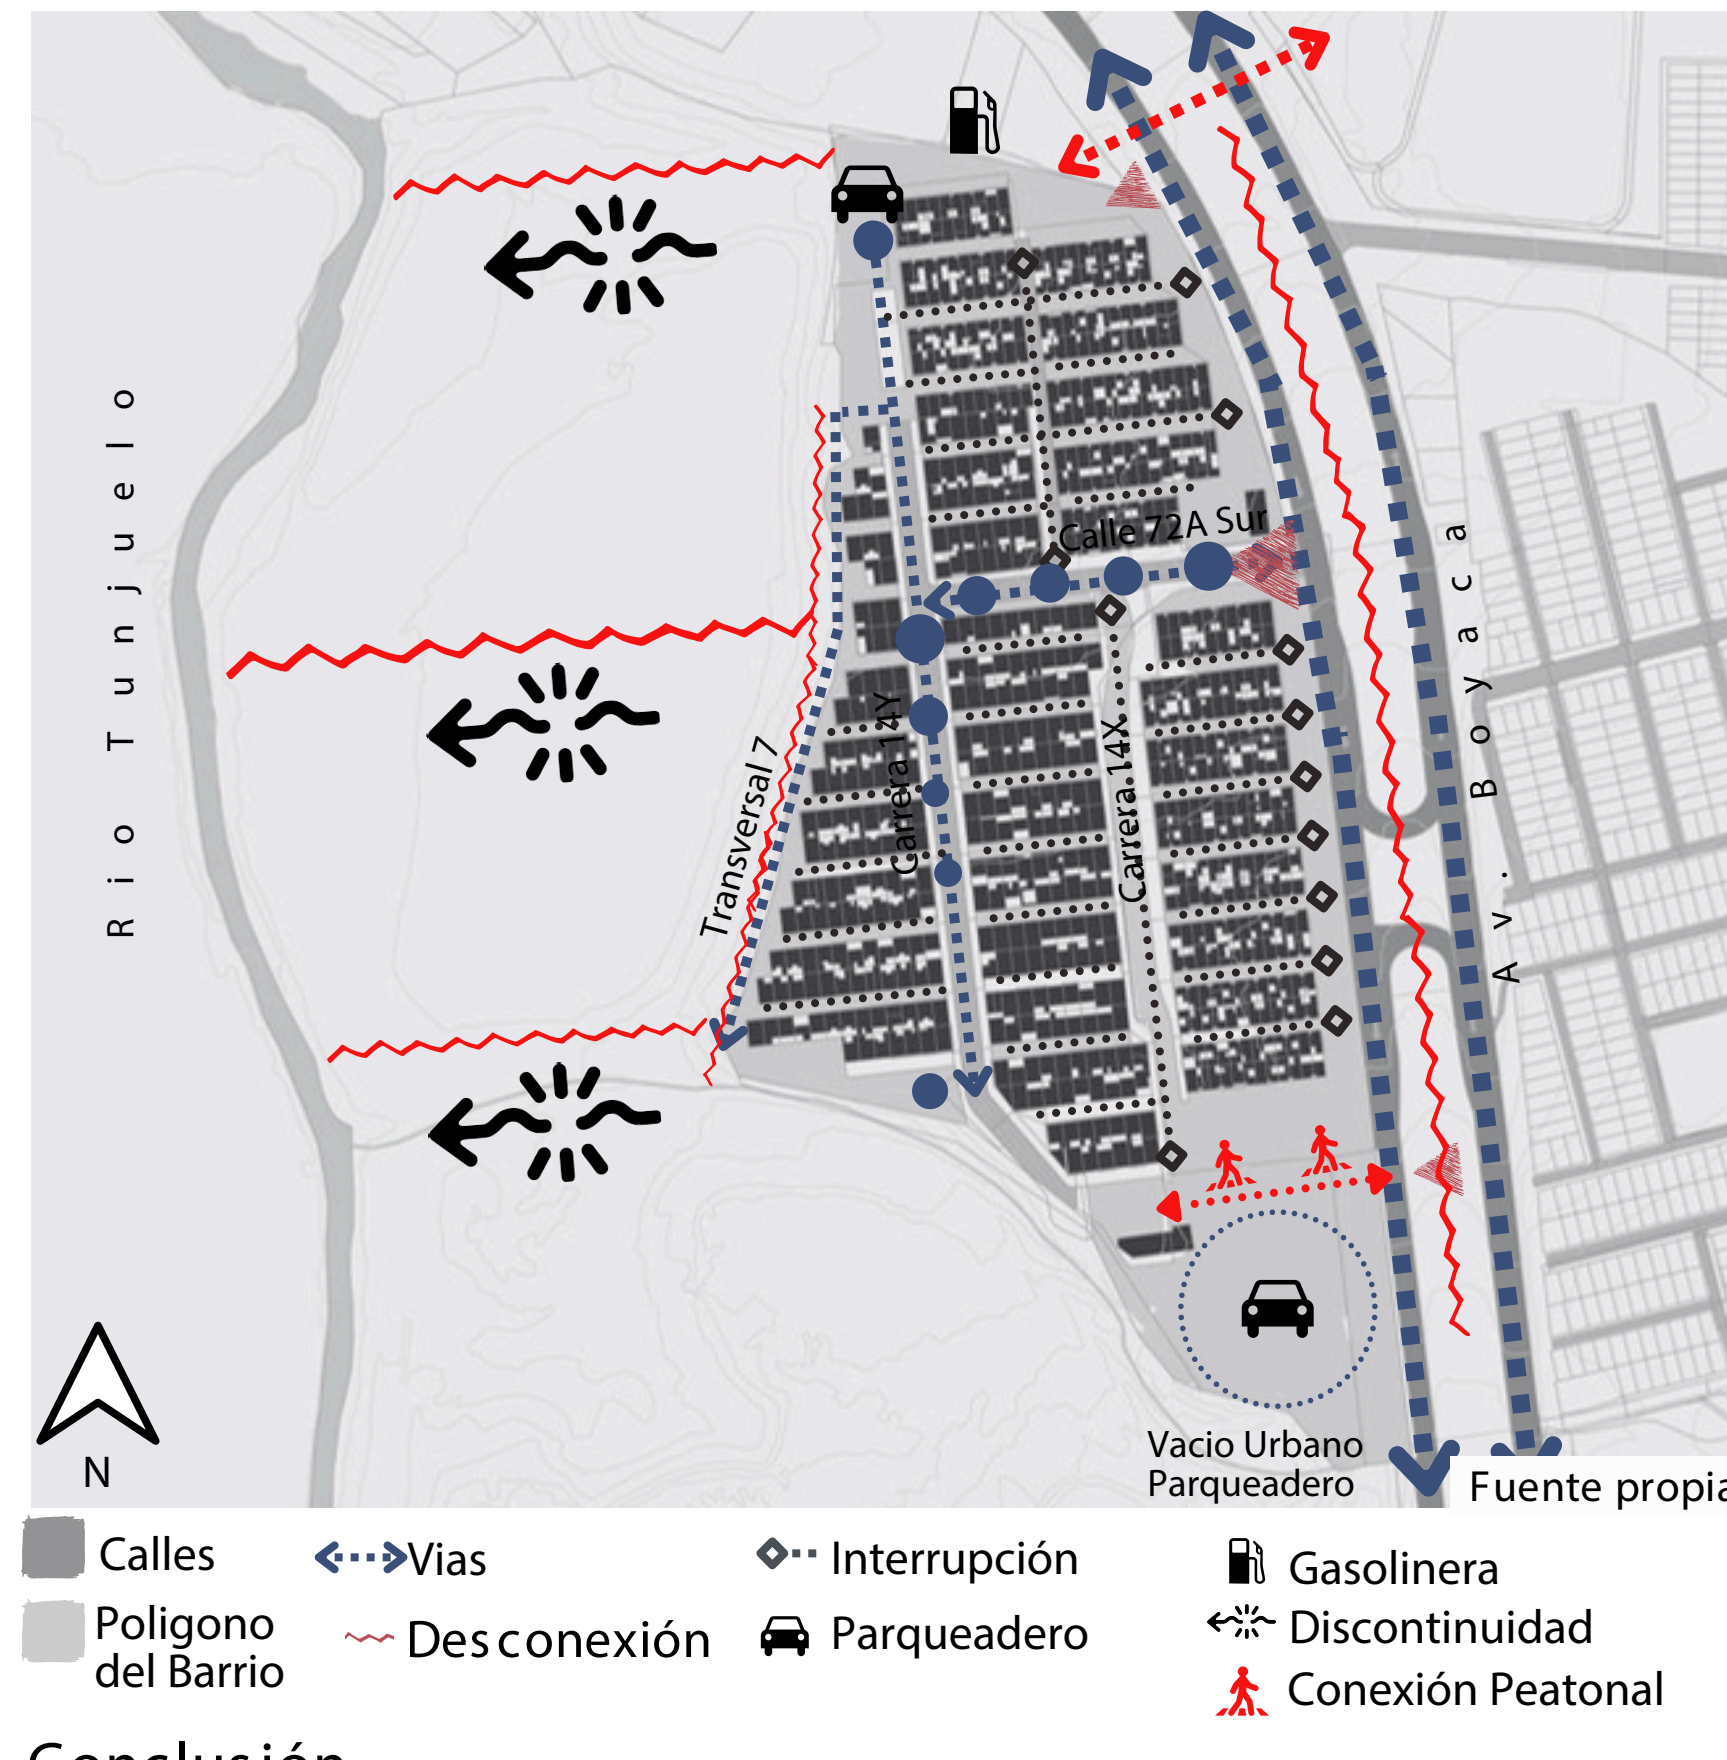 Rio Tunjuelo
Calle 72A Sur
Av. Boyaca
Carrera 14Y
Carrera 14X
Transversal 7
Vacio Urbano
Parqueadero
N
Fuente propia
Calles
Vias
Interrupción
Gasolinera
Poligono
del Barrio
Desconexión
Parqueadero
Discontinuidad
Conexión Peatonal
Conclusión